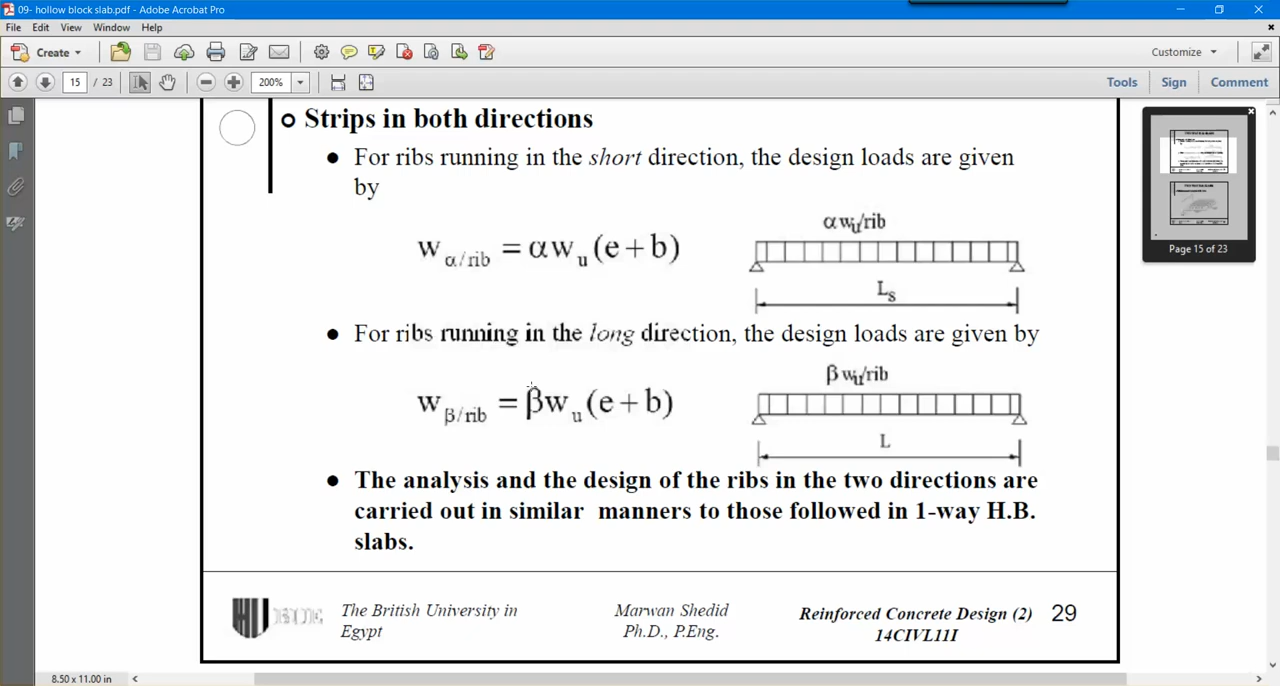 09- hollow block slab.pdf - Adobe Acrobat Pro
File Edit View Window Help
Create
Customize
15 / 23
200%
Tools Sign Comment
Strips in both directions
For ribs running in the short direction, the design loads are given
by
w α/rib = αw u (e + b)
αwu/rib
Ls
For ribs running in the long direction, the design loads are given by
w β/rib = βw u (e + b)
βwu/rib
L
The analysis and the design of the ribs in the two directions are
carried out in similar manners to those followed in 1-way H.B.
slabs.
The British University in
Egypt
Marwan Shedid
Ph.D., P.Eng.
Reinforced Concrete Design (2)
14CIVL11I
29
Page 15 of 23
8.50 x 11.00 in